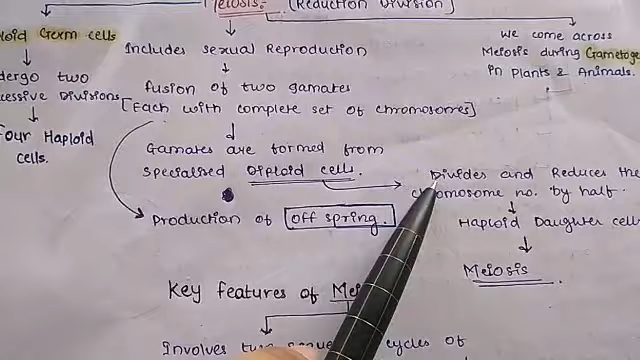 Meiosis. [Reduction Division]
Germ cells
Includes sexual Reproduction
We come across
Meiosis during Gametoge
in Plants & Animals.
dergo two
cessive Divisions
fusion of two gamates
[Each with complete set of chromosomes]
Four Haploid
cells.
Gamates are formed from
specialised Diploid cells.
Divides and Reduces the
chromosome no. by half.
Production of Off spring.
Haploid Daughter cell
Meiosis
Key features of
Involves cycles of